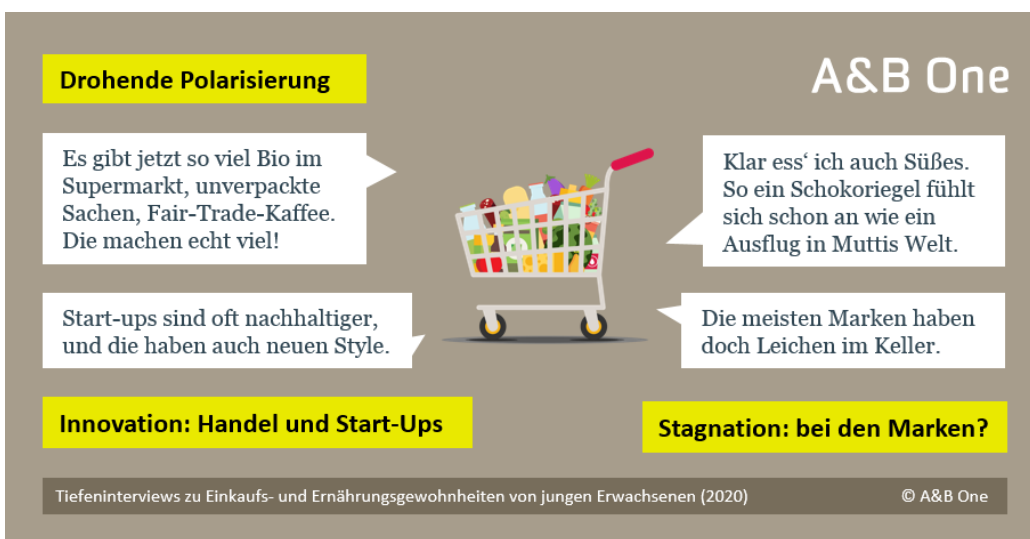 Drohende Polarisierung
A&B One
Es gibt jetzt so viel Bio im
Supermarkt, unverpackte
Sachen, Fair-Trade-Kaffee.
Die machen echt viel!
Klar ess‘ ich auch Süßes.
So ein Schokoriegel fühlt
sich schon an wie ein
Ausflug in Muttis Welt.
Start-ups sind oft nachhaltiger,
und die haben auch neuen Style.
Die meisten Marken haben
doch Leichen im Keller.
Innovation: Handel und Start-Ups
Stagnation: bei den Marken?
Tiefeninterviews zu Einkaufs- und Ernährungsgewohnheiten von jungen Erwachsenen (2020)
© A&B One